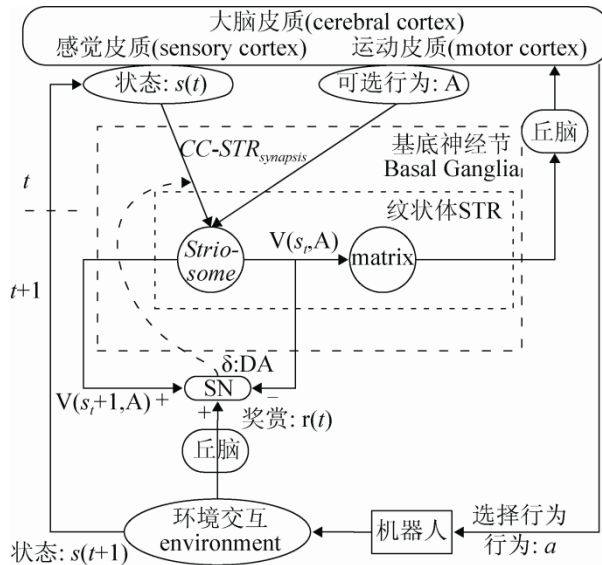 大脑皮质(cerebral cortex)
感觉皮质(sensory cortex) 运动皮质(motor cortex)
状态: s(t)
可选行为: A
丘脑
基底神经节
Basal Ganglia
CC-STRsynapsis
t
纹状体STR
Strio-
some
V(st,A)
matrix
t+1
δ:DA
SN
V(st+1,A) +
−
+
奖赏: r(t)
丘脑
环境交互
environment
机器人
选择行为
行为: a
状态: s(t+1)